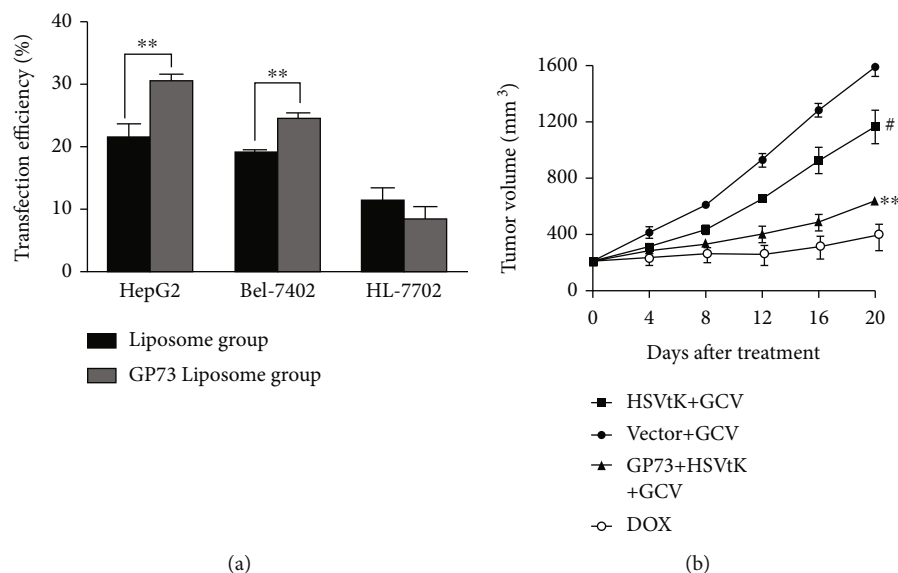 40
30
20
10
0
Transfection efficiency (%)
**
**
HepG2
Bel-7402
HL-7702
Liposome group
GP73 Liposome group
(a)
1600
1200
800
400
0
Tumor volume (mm³)
#
**
0
4
8
12
16
20
Days after treatment
HSVtK+GCV
Vector+GCV
GP73+HSVtK
+GCV
DOX
(b)